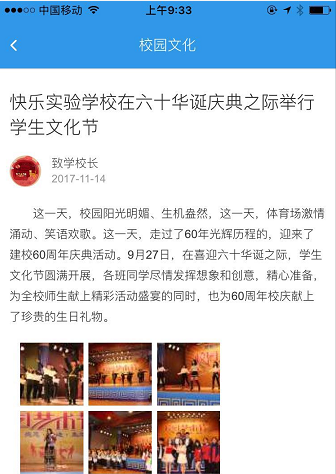 中国移动 上午9:33
校园文化
快乐实验学校在六十华诞庆典之际举行
学生文化节
致学校长
2017-11-14
这一天，校园阳光明媚、生机盎然，这一天，体育场激情
涌动、笑语欢歌。这一天，走过了60年光辉历程的，迎来了
建校60周年庆典活动。9月27日，在喜迎六十华诞之际，学生
文化节圆满开展，各班同学尽情发挥想象和创意，精心准备，
为全校师生献上精彩活动盛宴的同时，也为60周年校庆献上
了珍贵的生日礼物。